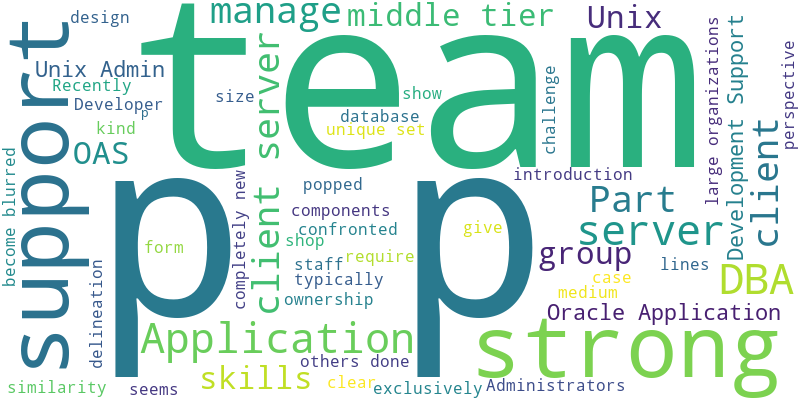 design
manage
middle tier
Unix
team
support
Unix Admin
Recently
Developer
p
kind
OAS
size
client server
show
database
unique set
challenge
large organizations
Development Support
perspective
client
become blurred
introduction
p p
completely new
popped
components
confronted
shop
form
give
Part
server
group
staff
require
typically
ownership
lines
case
medium
DBA
delineation
Oracle Application
Application
strong
others done
skills
clear
exclusively
Administrators
similarity
seems